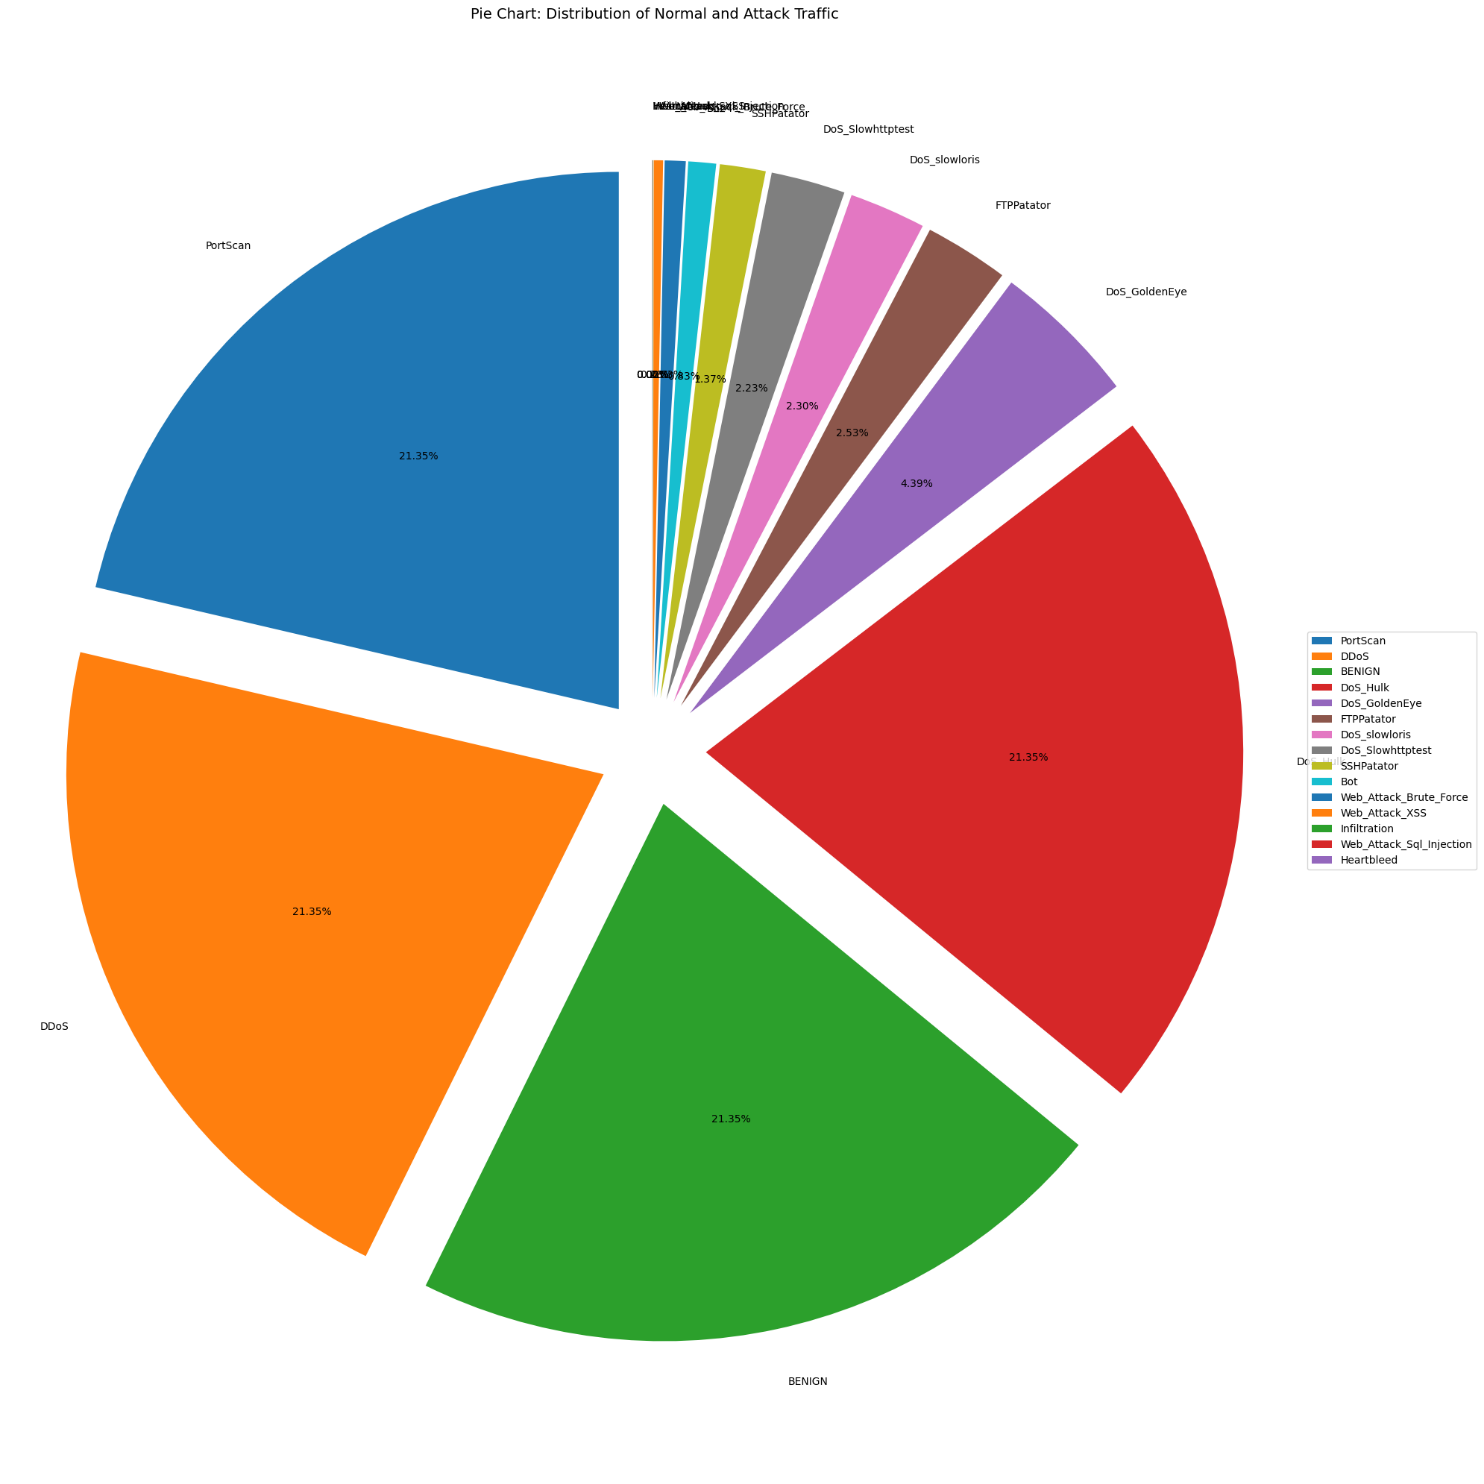 Pie Chart: Distribution of Normal and Attack Traffic
SSHPatator
DoS_Slowhttptest
DoS_slowloris
FTPPatator
PortScan
DoS_GoldenEye
0.83%
1.37%
2.23%
2.30%
2.53%
21.35%
4.39%
PortScan
DDoS
BENIGN
DoS_Hulk
DoS_GoldenEye
FTPPatator
DoS_slowloris
21.35%
DoS_Slowhttptest
SSHPatator
Bot
Web_Attack_Brute_Force
Web_Attack_XSS
Infiltration
Web_Attack_Sql_Injection
Heartbleed
21.35%
DDoS
21.35%
BENIGN